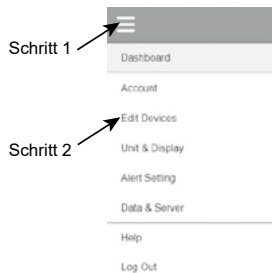 Schritt 1
Dashboard
Account
Edit Devices
Schritt 2
Unit & Display
Alert Setting
Data & Server
Help
Log Out